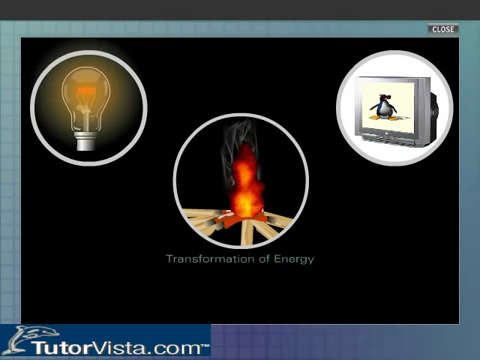 CLOSE
Transformation of Energy
TutorVista.com™